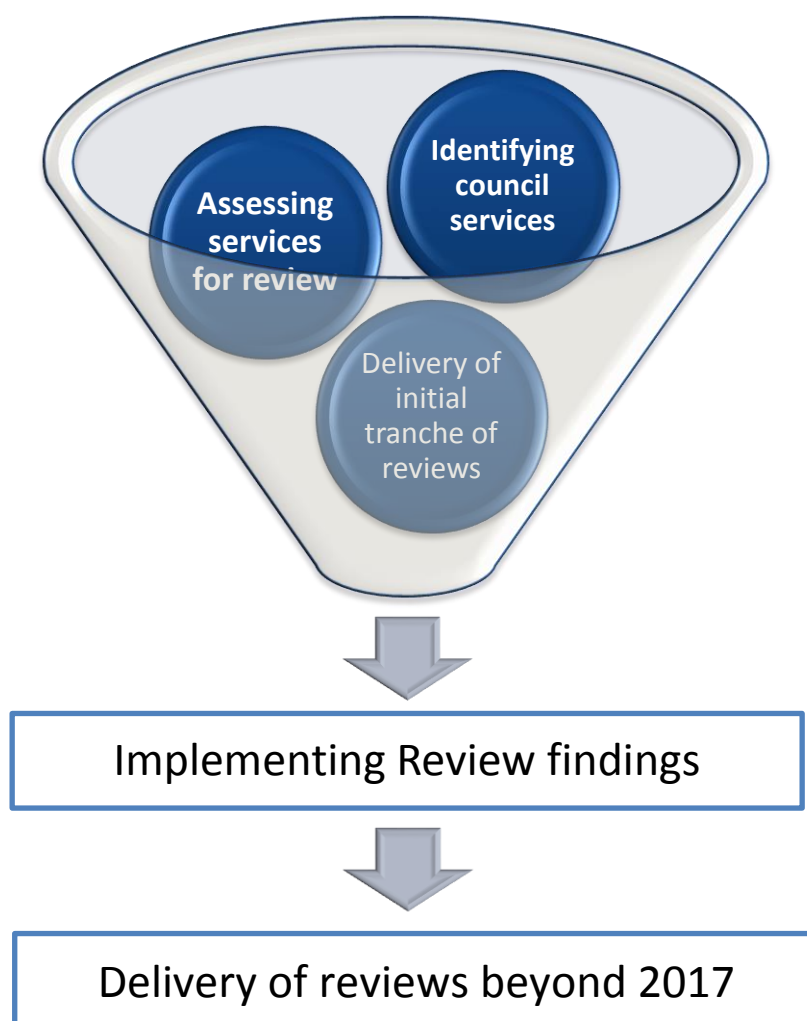 Identifying
council
services
Assessing
services
for review
Delivery of
initial
tranche of
reviews
Implementing Review findings
Delivery of reviews beyond 2017